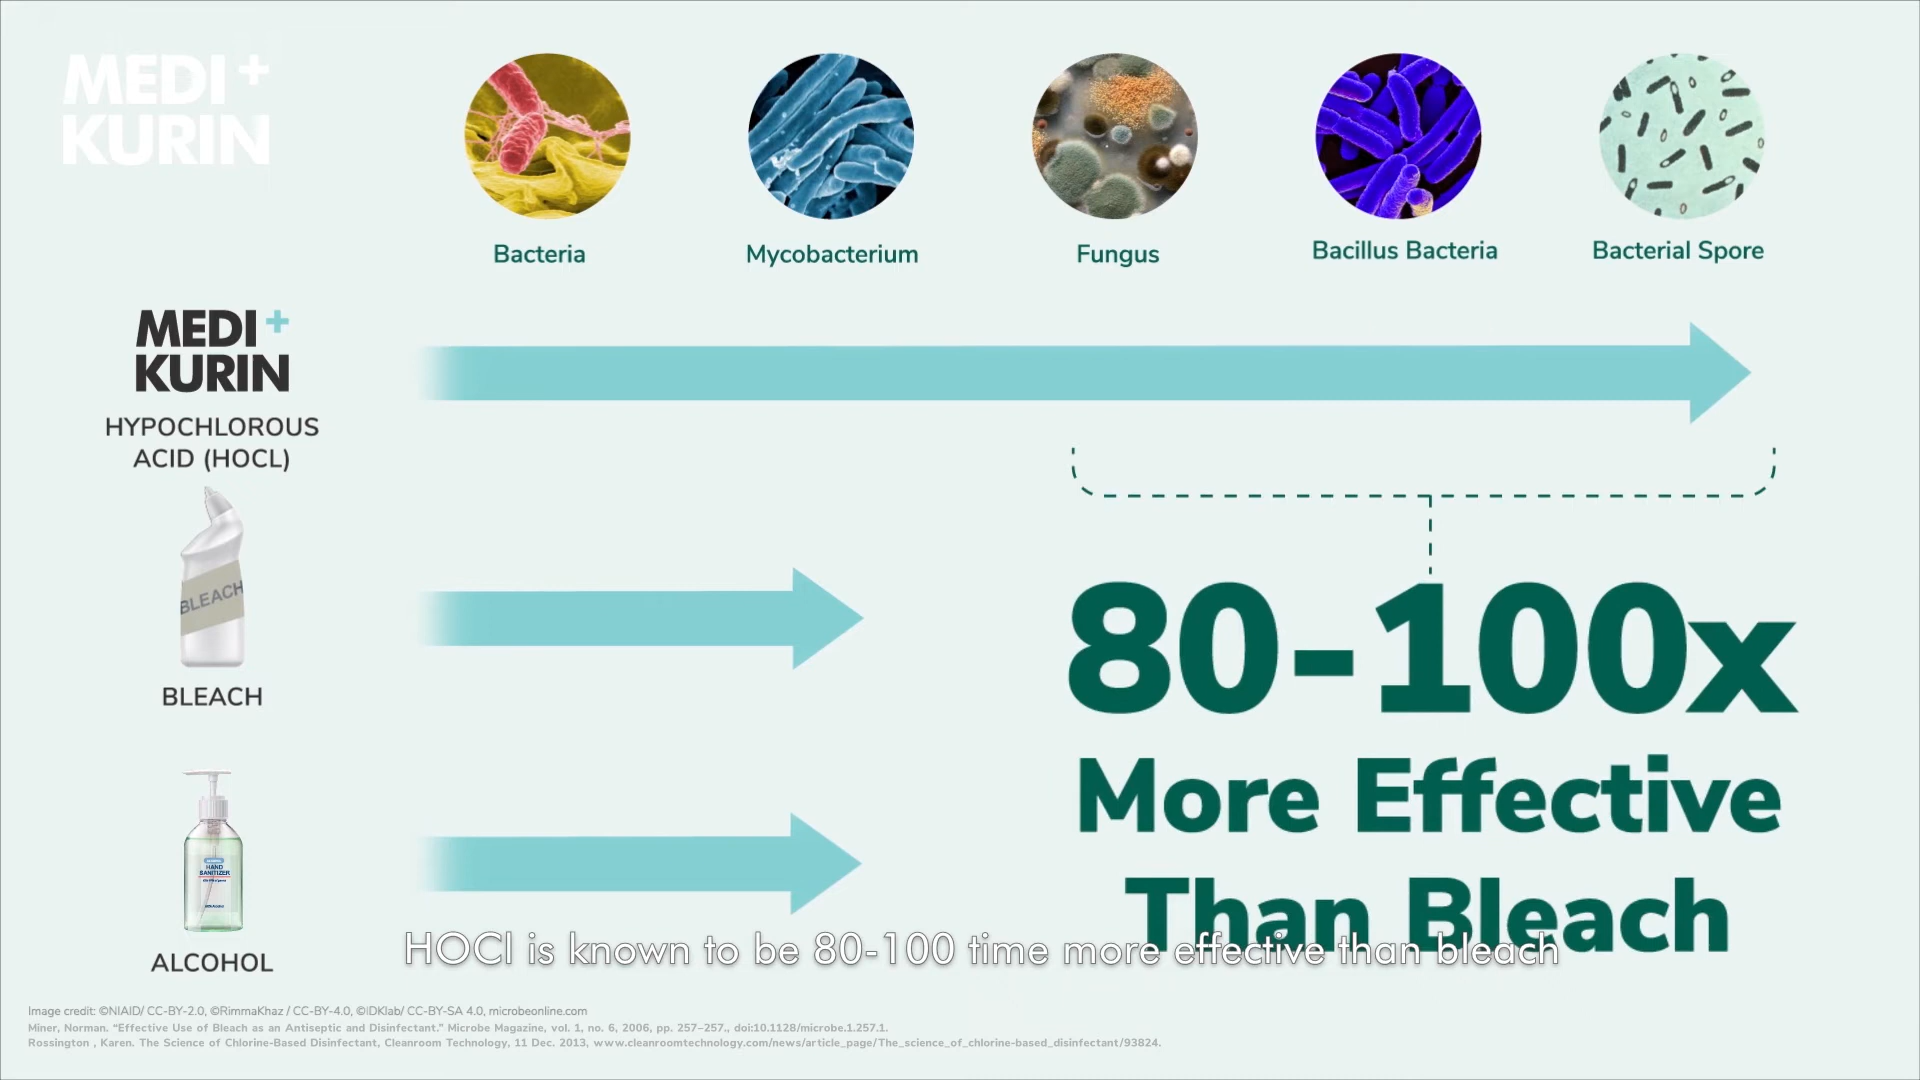 MEDI+
KURIN
Bacteria
Mycobacterium
Fungus
Bacillus Bacteria
Bacterial Spore
MEDI+
KURIN
HYPOCHLOROUS
ACID (HOCL)
BLEACH
BLEACH
80-100x
More Effective
Than Bleach
HAND
SANITIZER
ALCOHOL
HOCl is known to be 80-100 time more effective than bleach
Image credit: ©NIAID/ CC-BY-2.0, ©RimmaKhaz / CC-BY-4.0, ©IDKlab/ CC-BY-SA 4.0, microbeonline.com
Miner, Norman. "Effective Use of Bleach as an Antiseptic and Disinfectant." Microbe Magazine, vol. 1, no. 6, 2006, pp. 257–257., doi:10.1128/microbe.1.257.1.
Rossington , Karen. The Science of Chlorine-Based Disinfectant, Cleanroom Technology, 11 Dec. 2013, www.cleanroomtechnology.com/news/article_page/The_science_of_chlorine-based_disinfectant/93824.